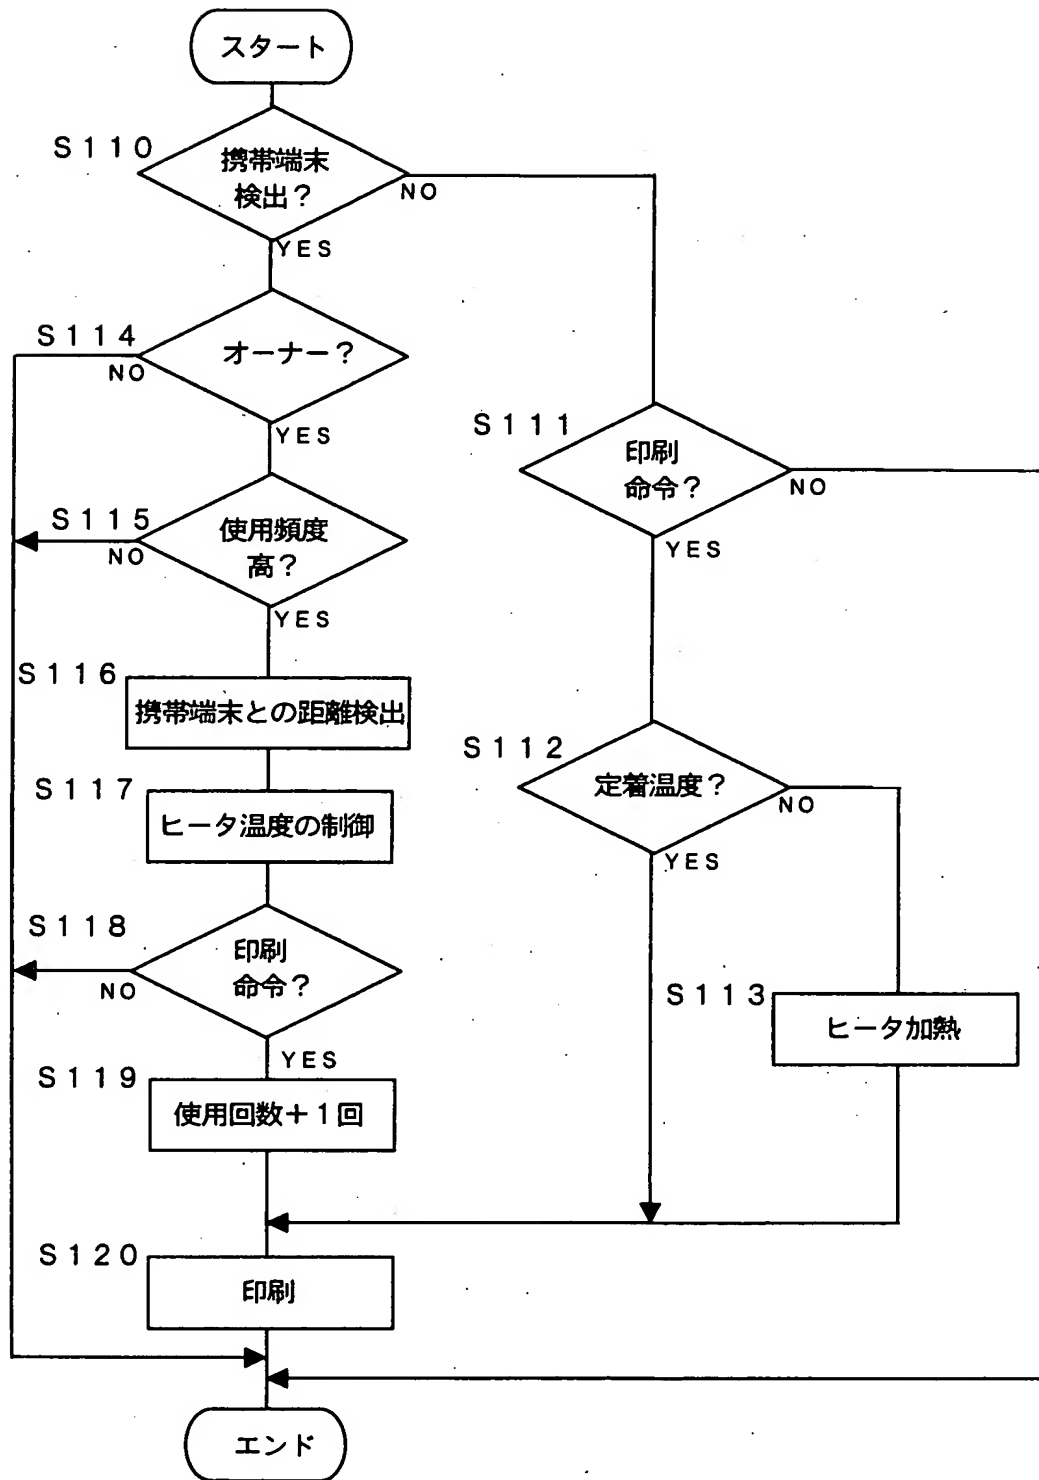 スタート
S110
携帯端末
検出?
NO
YES
S114
オーナー?
NO
YES
S111
印刷
命令?
NO
YES
S115
使用頻度
高?
NO
YES
S116
携帯端末との距離検出
S112
定着温度?
NO
YES
S117
ヒータ温度の制御
S118
印刷
命令?
NO
YES
S113
ヒータ加熱
S119
使用回数+1回
S120
印刷
エンド